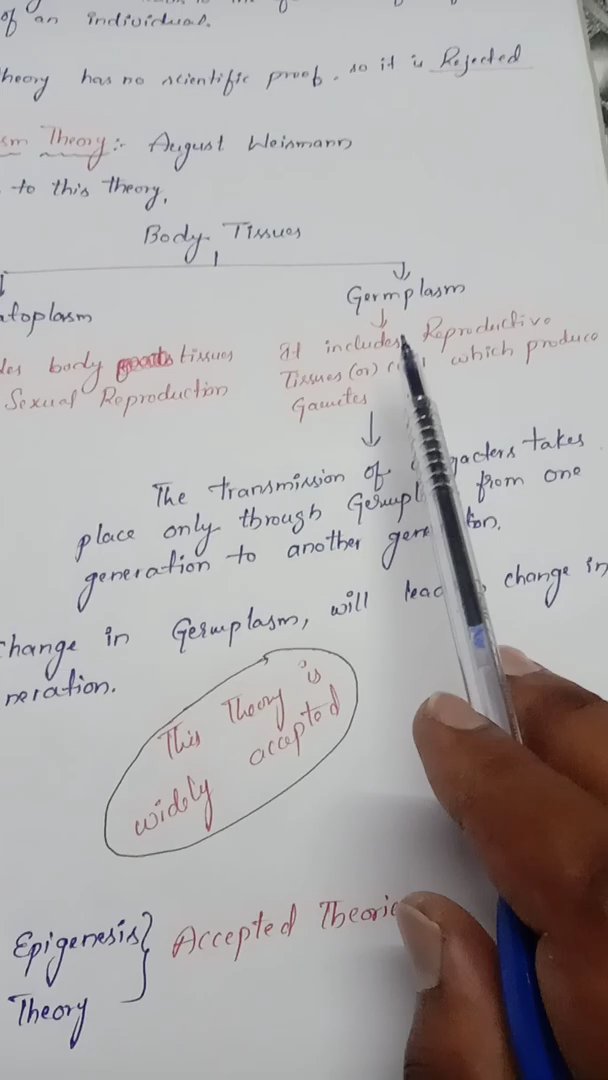 of an individual.
heory has no scientific proof. so it is Rejected
sm Theory:- August Weismann
to this theory,
Body Tissues
Germplasm
atoplasm
It includes Reproductive
des body tissues
Tissues (or) which produce
Sexual Reproduction
Gametes
The transmission of takes
place only through from one
generation to another
change in Germplasm, will change in
neration.
This Theory is
widely accepted
Epigenesis
Theory
Accepted Theorie